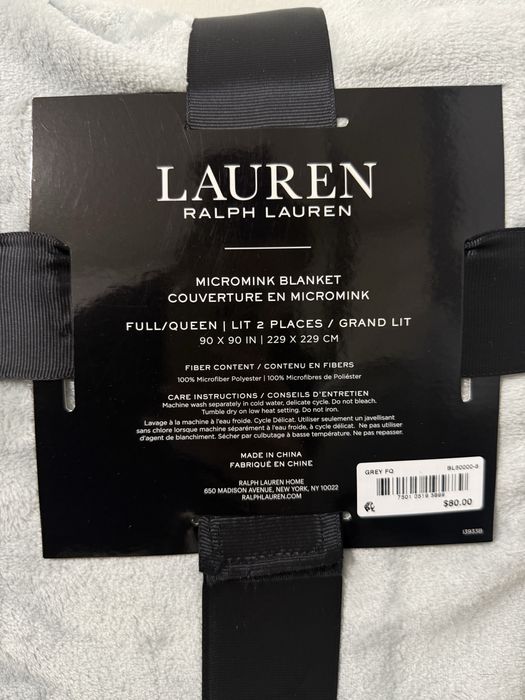 LAUREN
RALPH LAUREN
MICROMINK BLANKET
COUVERTURE EN MICROMINK
FULL/QUEEN | LIT 2 PLACES / GRAND LIT
90 X 90 IN | 229 X 229 CM
FIBER CONTENT / CONTENU EN FIBERS
100% Microfiber Polyester | 100% Microfibres de Poliéster
CARE INSTRUCTIONS / CONSEILS D'ENTRETIEN
Machine wash separately in cold water, delicate cycle. Do not bleach.
Tumble dry on low heat setting. Do not iron.
Lavage à la machine à l'eau froide. Cycle Délicat. Utiliser seulement un javellisant
sans chlore lorsque machine séparément à l'eau froide, à cycle délicat. Ne pas utiliser
d'agent de blanchiment. Sécher par culbutage à basse température. Ne pas repasser.
MADE IN CHINA
FABRIQUÉ EN CHINE
RALPH LAUREN HOME
650 MADISON AVENUE, NEW YORK, NY 10022
RALPHLAUREN.COM
GREY FQ BL50000-S
7501 0519 5899
$80.00
139333B